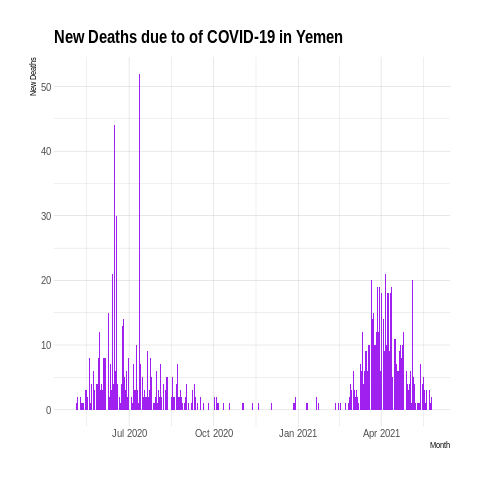 New Deaths due to of COVID-19 in Yemen
New Deaths
50
40
30
20
10
0
Jul 2020 Oct 2020 Jan 2021 Apr 2021
Month